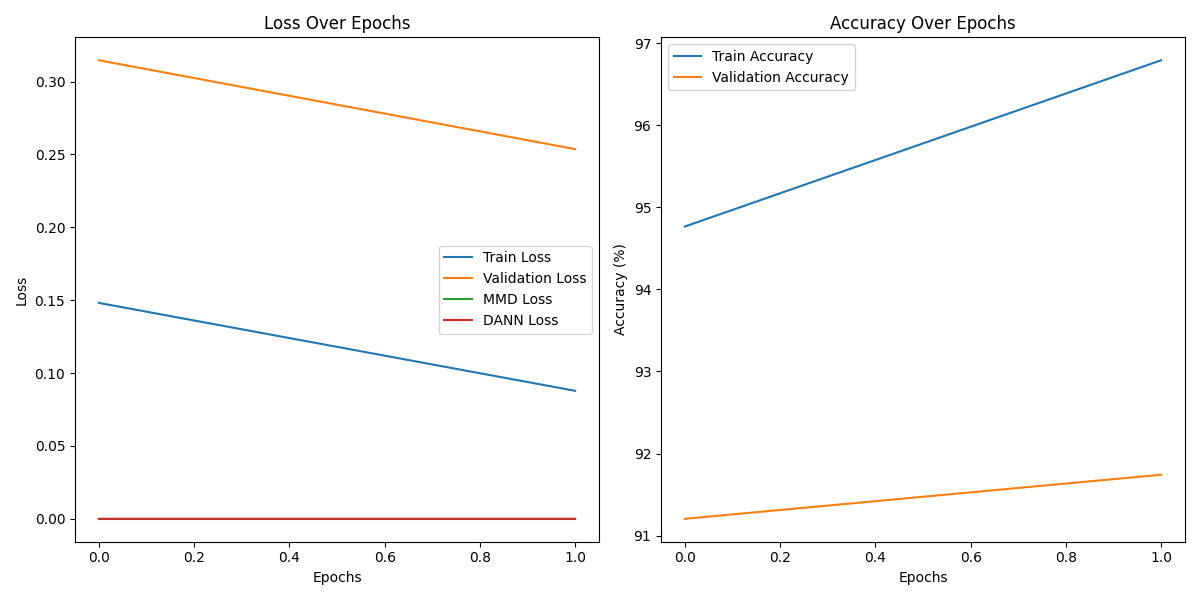 Loss Over Epochs
Loss
0.30
0.25
0.20
0.15
0.10
0.05
0.00
Train Loss
Validation Loss
MMD Loss
DANN Loss
0.0 0.2 0.4 0.6 0.8 1.0
Epochs
Accuracy Over Epochs
Accuracy (%)
97
96
95
94
93
92
91
Train Accuracy
Validation Accuracy
0.0 0.2 0.4 0.6 0.8 1.0
Epochs